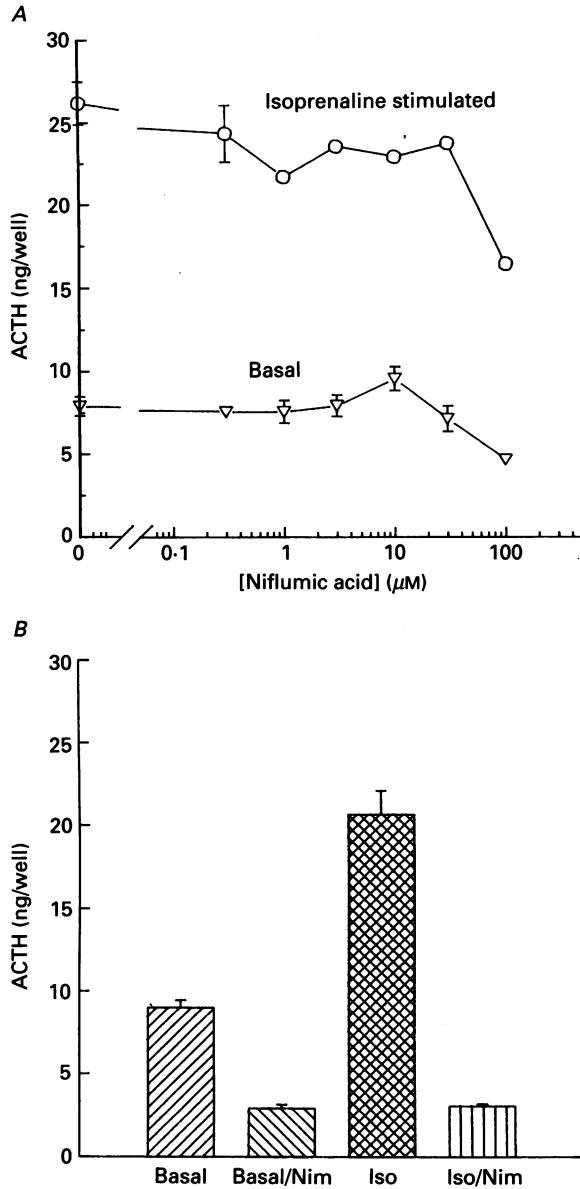 A
30
25
20
15
10
5
0
ACTH (ng/well)
Isoprenaline stimulated
Basal
0 0·1 1 10 100
[Niflumic acid] (μM)
B
30
25
20
15
10
5
0
ACTH (ng/well)
Basal Basal/Nim Iso Iso/Nim